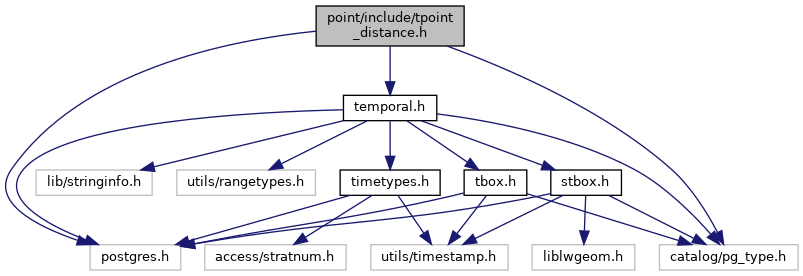 point/include/tpoint
_distance.h
temporal.h
lib/stringinfo.h
utils/rangetypes.h
timetypes.h
tbox.h
stbox.h
postgres.h
access/stratnum.h
utils/timestamp.h
liblwgeom.h
catalog/pg_type.h